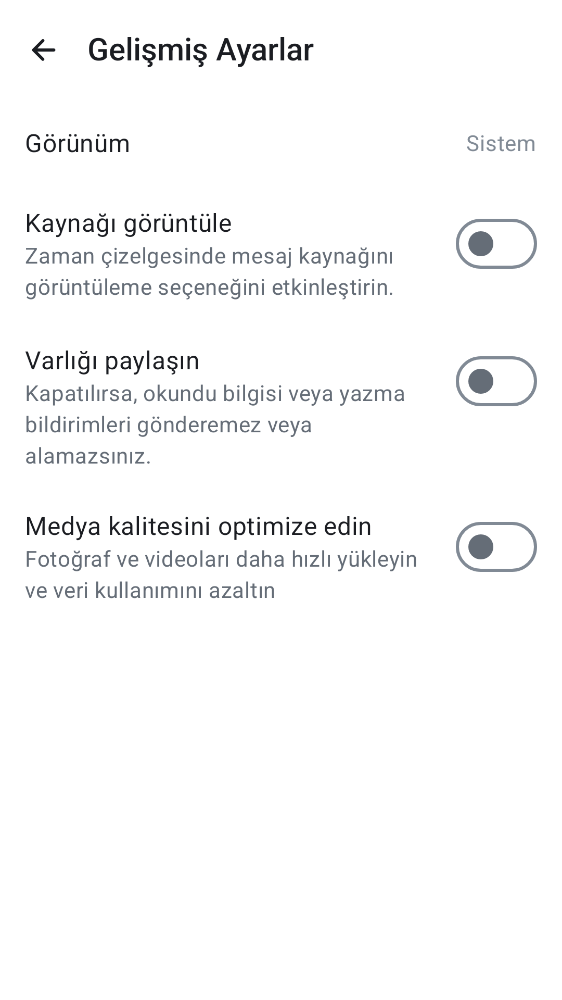 Gelişmiş Ayarlar
Görünüm
Sistem
Kaynağı görüntüle
Zaman çizelgesinde mesaj kaynağını
görüntüleme seçeneğini etkinleştirin.
Varlığı paylaşın
Kapatılırsa, okundu bilgisi veya yazma
bildirimleri gönderemez veya
alamazsınız.
Medya kalitesini optimize edin
Fotoğraf ve videoları daha hızlı yükleyin
ve veri kullanımını azaltın